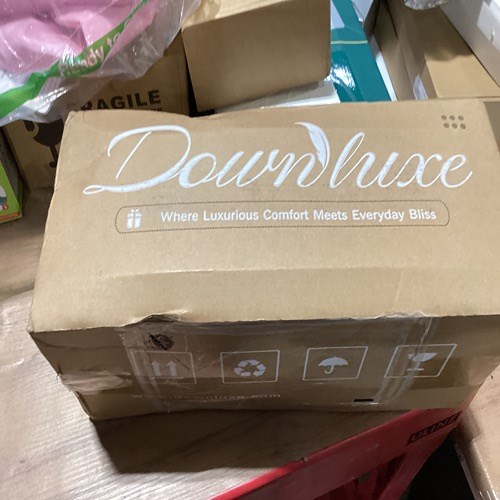 FRAGILE
Downluxe
Where Luxurious Comfort Meets Everyday Bliss